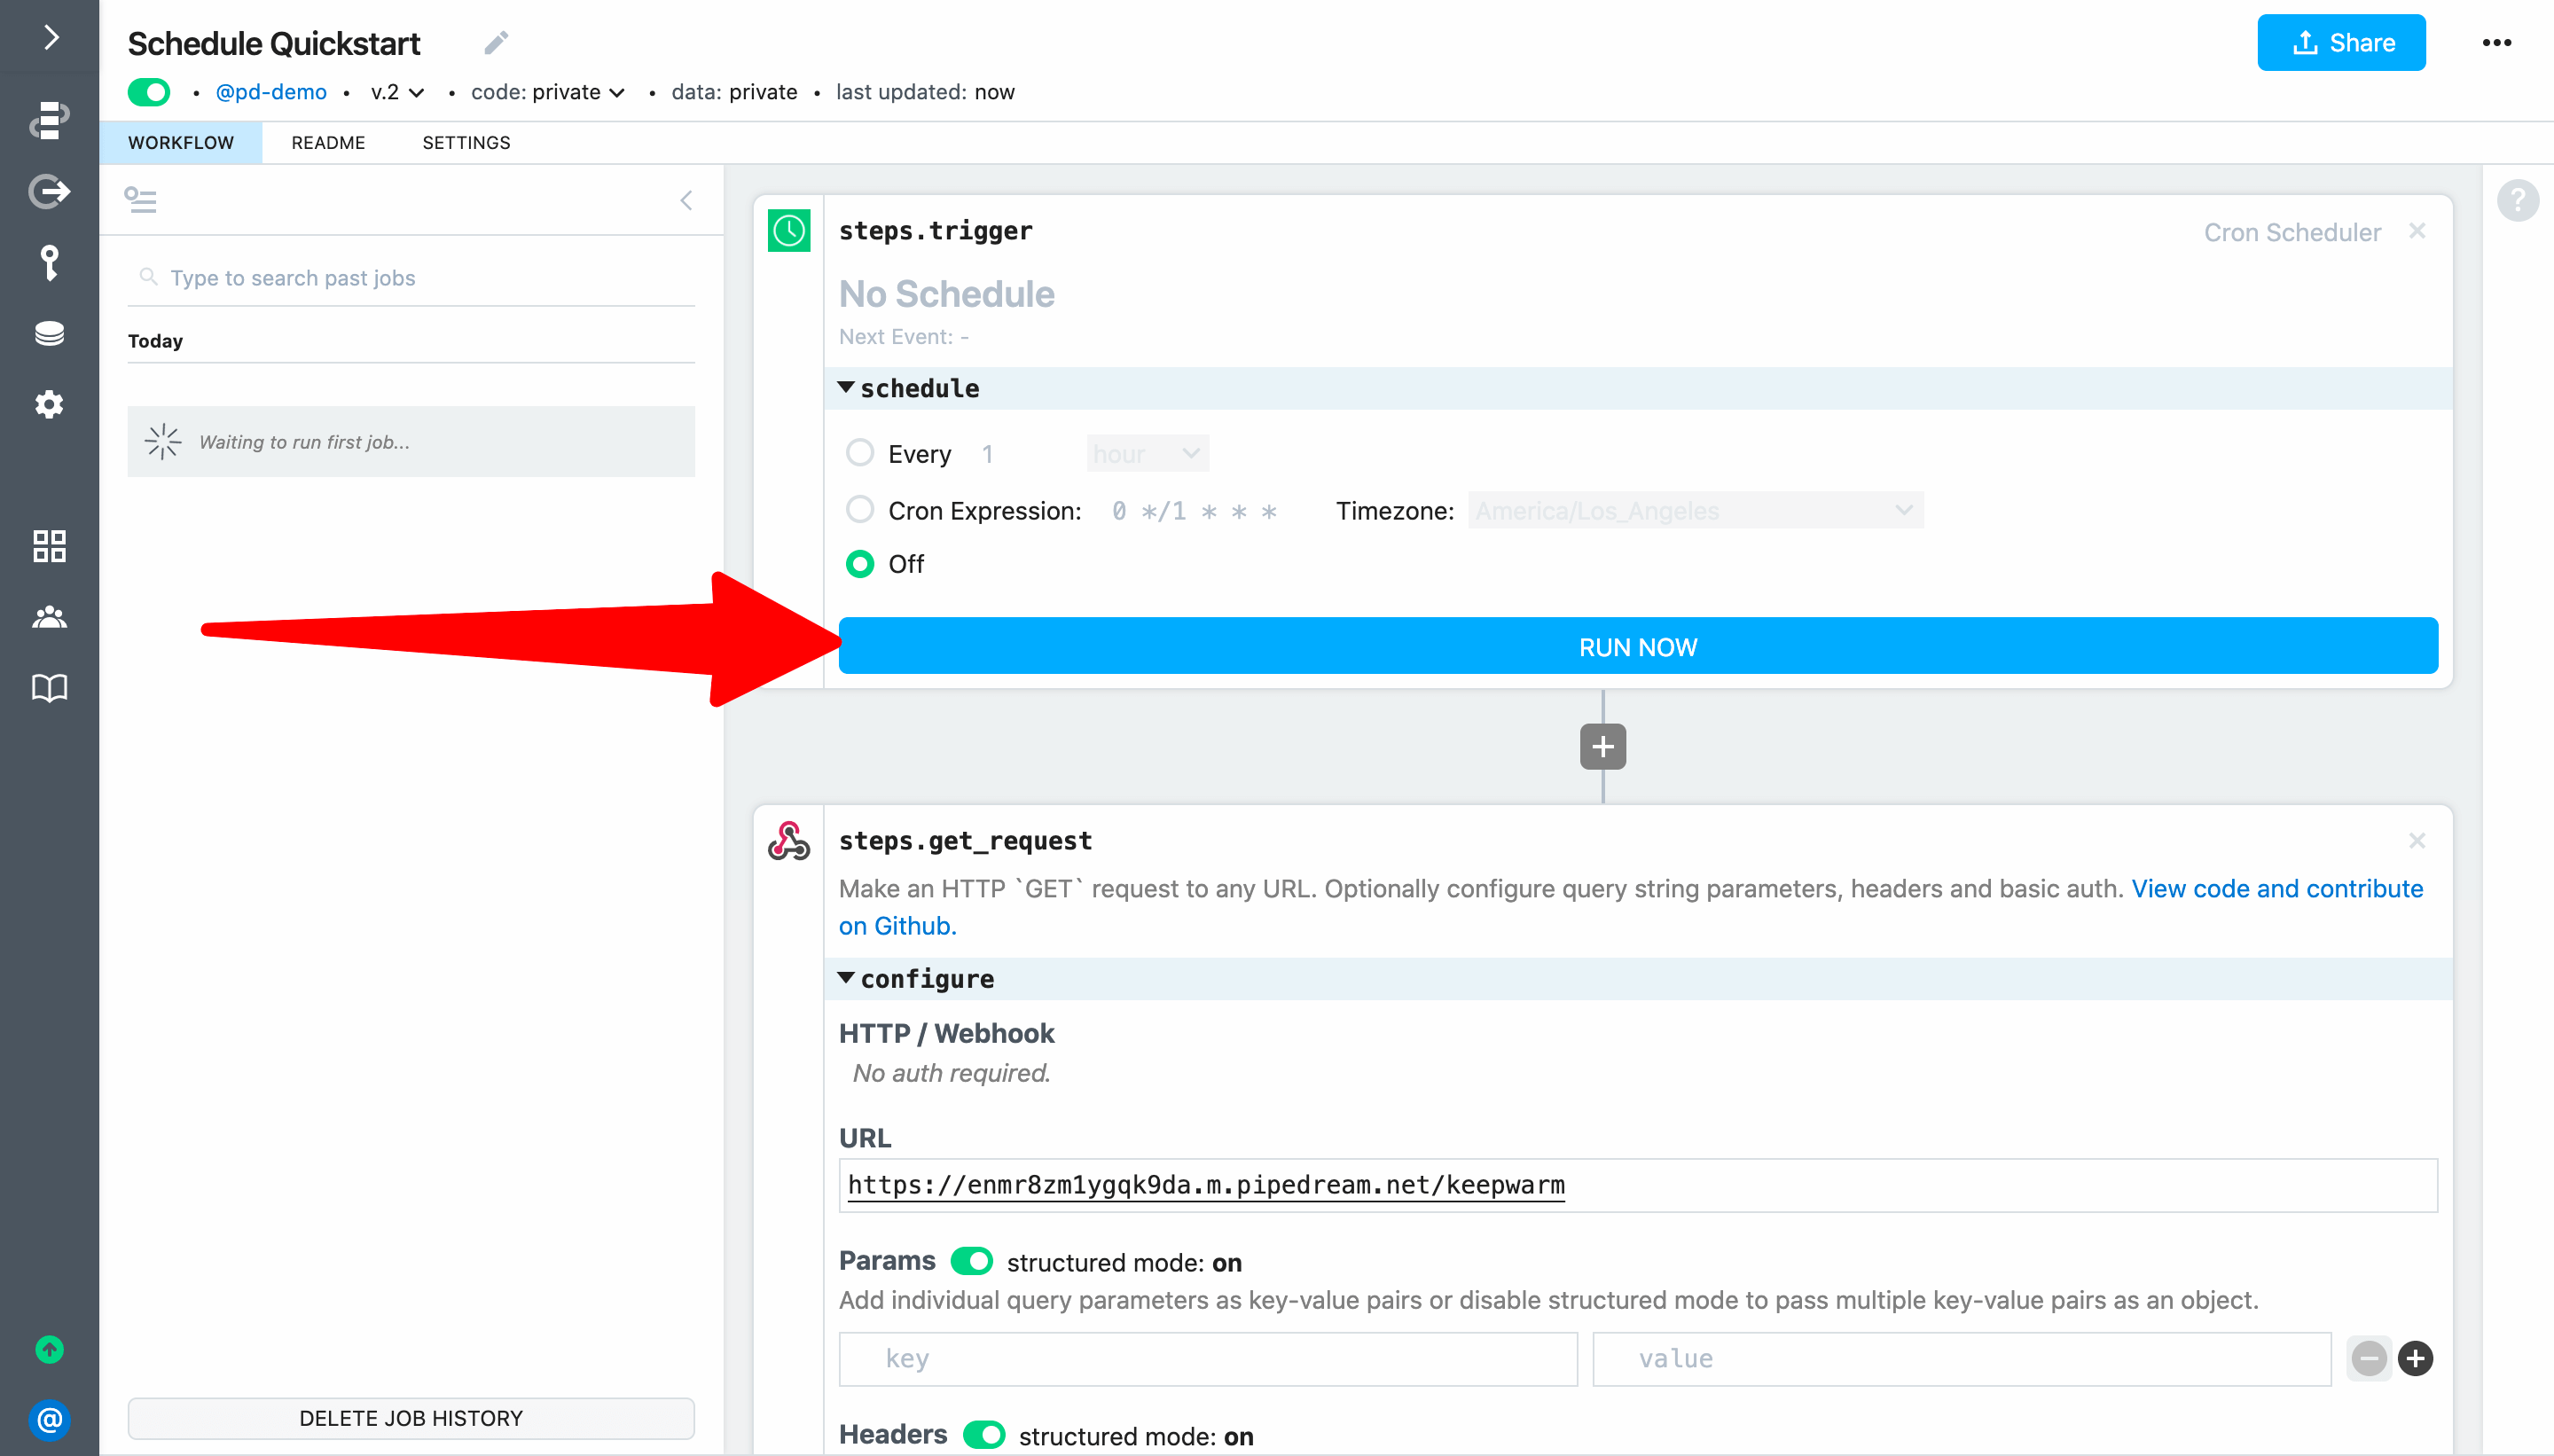 Schedule Quickstart
Share
•••
• @pd-demo • v.2 • code: private • data: private • last updated: now
WORKFLOW README SETTINGS
Type to search past jobs
Today
Waiting to run first job...
DELETE JOB HISTORY
@
?
steps.trigger
Cron Scheduler
No Schedule
Next Event: -
schedule
Every 1 hour
Cron Expression: 0 */1 * * * Timezone: America/Los_Angeles
Off
RUN NOW
steps.get_request
Make an HTTP `GET` request to any URL. Optionally configure query string parameters, headers and basic auth. View code and contribute
on Github.
configure
HTTP / Webhook
No auth required.
URL
https://enmr8zm1ygqk9da.m.pipedream.net/keepwarm
Params structured mode: on
Add individual query parameters as key-value pairs or disable structured mode to pass multiple key-value pairs as an object.
key value
Headers structured mode: on